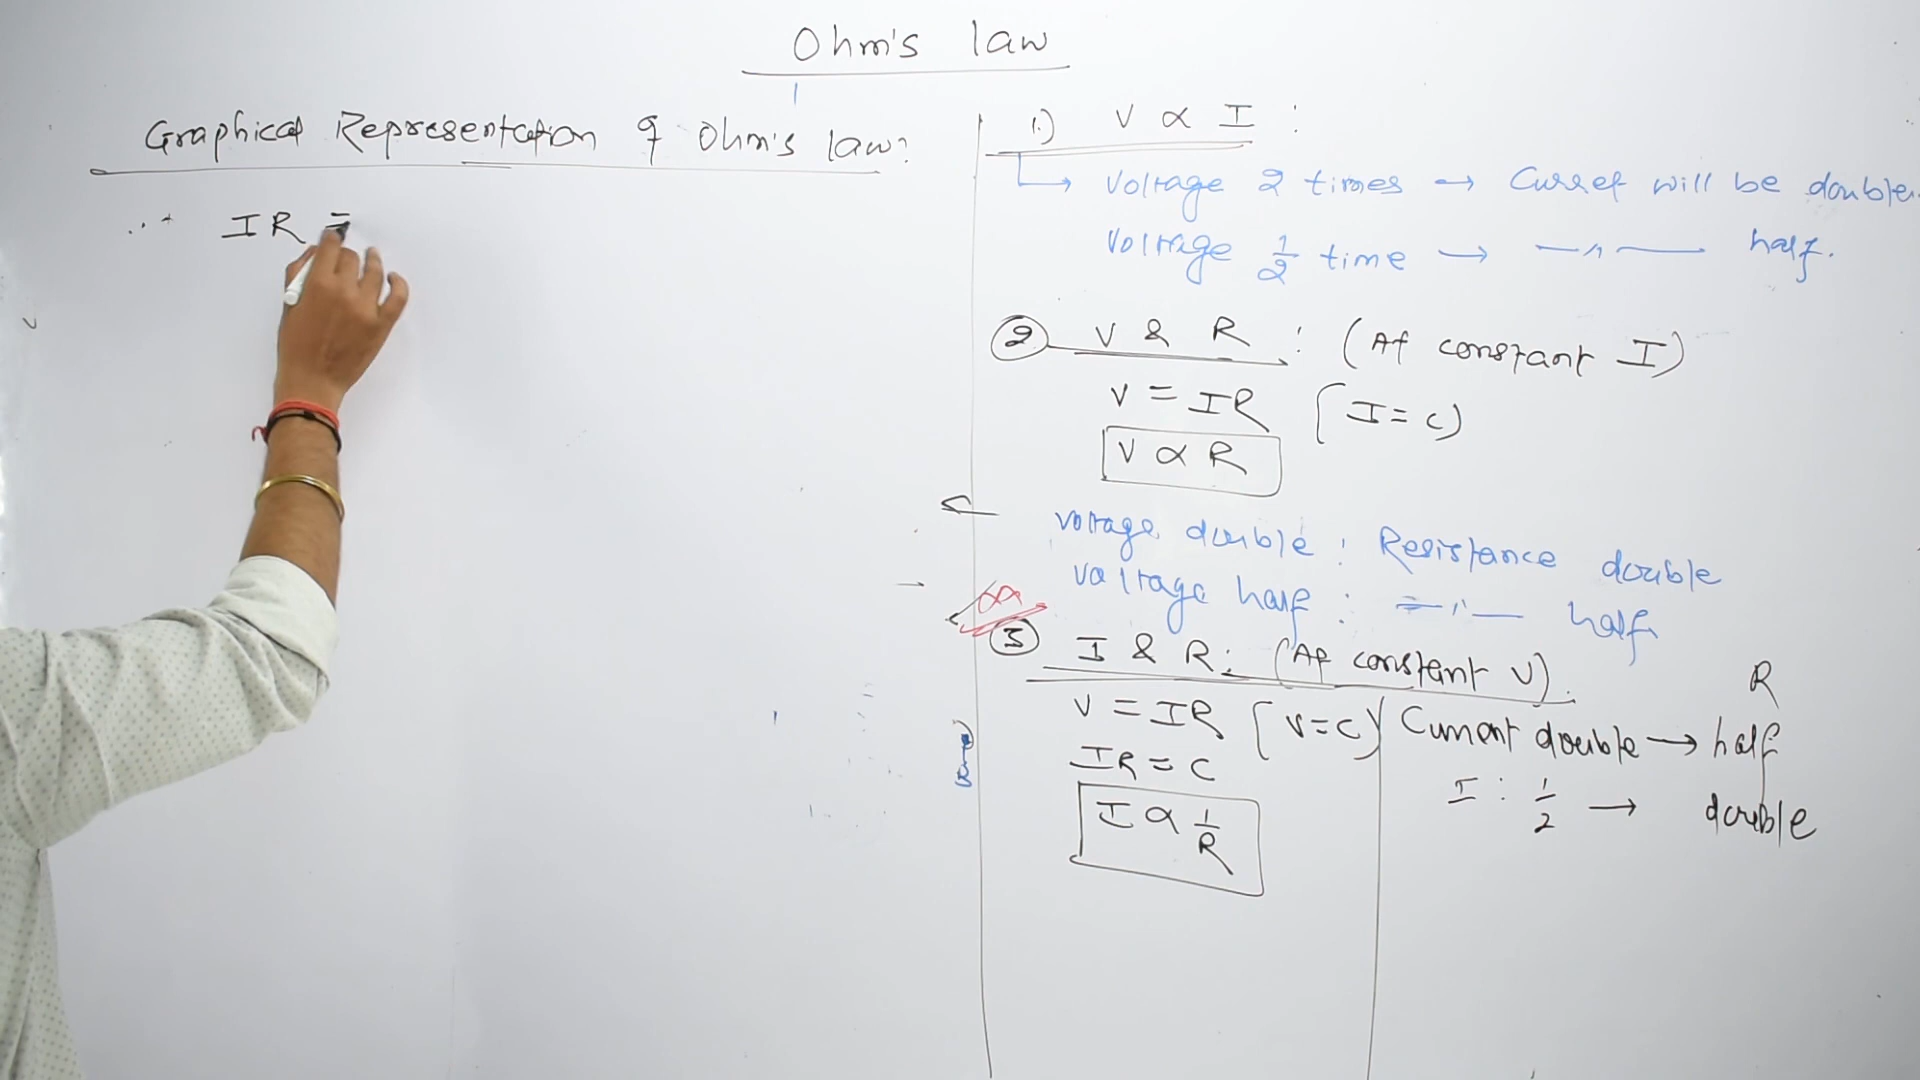 Ohm's law
Graphical Representation of Ohm's law:
∴ IR =
1.) V ∝ I :
Voltage 2 times → Current will be double.
Voltage 1/2 time → —〃— half.
② V & R : (At constant I)
V = IR [I = C)
V ∝ R
Voltage double : Resistance double
Voltage half : —〃— half
③ I & R : (At constant V).
V = IR [V = C)
IR = C
I ∝ 1/R
R
Current double → half
I : 1/2 → double